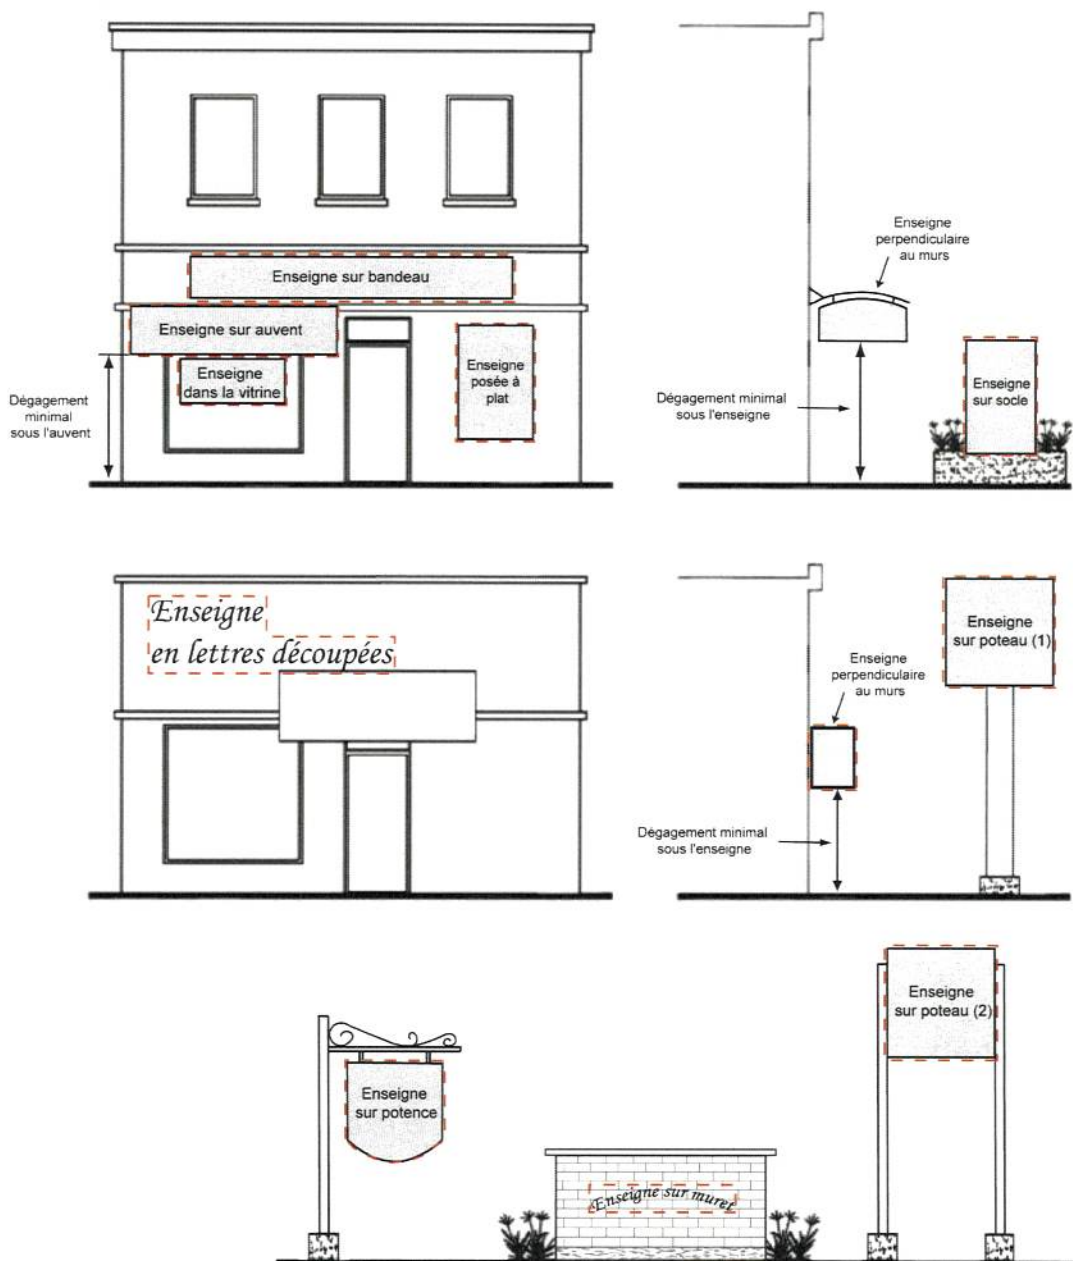 Enseigne
perpendiculaire
au murs
Enseigne sur bandeau
Enseigne sur auvent
Enseigne
dans la vitrine
Enseigne
posée à
plat
Dégagement
minimal
sous l'auvent
Dégagement minimal
sous l'enseigne
Enseigne
sur socle
Enseigne
en lettres découpées
Enseigne
sur poteau (1)
Enseigne
perpendiculaire
au murs
Dégagement minimal
sous l'enseigne
Enseigne
sur poteau (2)
Enseigne
sur potence
Enseigne sur muret